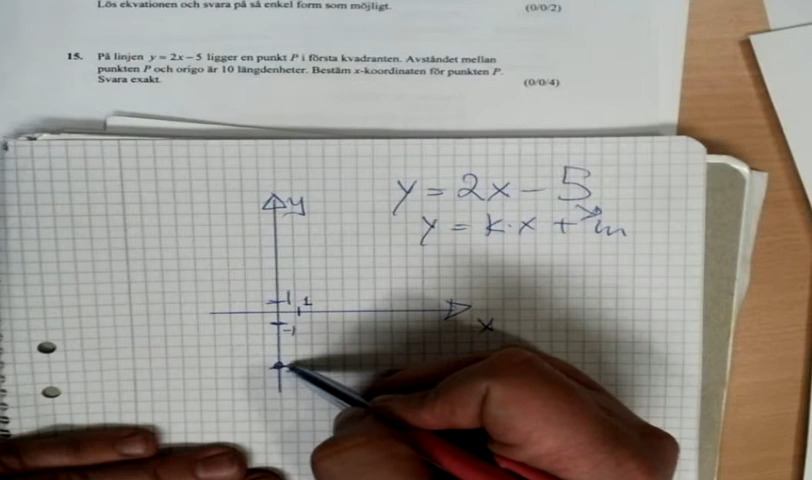 Lös ekvationen och svara på så enkel form som möjligt. (0/0/2)
15. På linjen y = 2x − 5 ligger en punkt P i första kvadranten. Avståndet mellan
punkten P och origo är 10 längdenheter. Bestäm x-koordinaten för punkten P.
Svara exakt. (0/0/4)
y = 2x − 5
y = k·x + m
y
1 1
x
-1